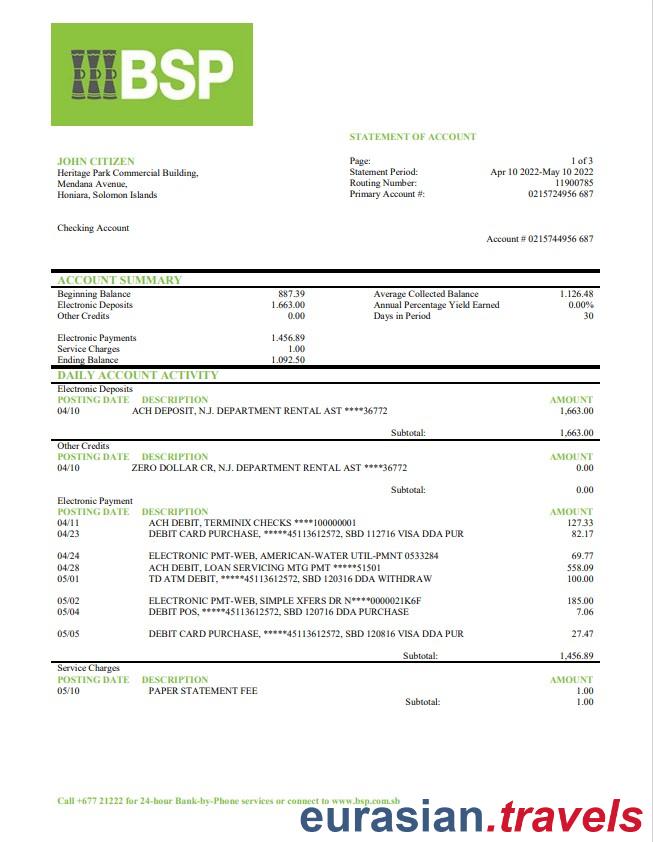 BSP
STATEMENT OF ACCOUNT
JOHN CITIZEN
Heritage Park Commercial Building,
Mendana Avenue,
Honiara, Solomon Islands
Page: 1 of 3
Statement Period: Apr 10 2022-May 10 2022
Routing Number: 11900785
Primary Account #: 0215724956 687
Checking Account
Account # 0215744956 687
ACCOUNT SUMMARY
Beginning Balance 887.39 Average Collected Balance 1.126.48
Electronic Deposits 1.663.00 Annual Percentage Yield Earned 0.00%
Other Credits 0.00 Days in Period 30
Electronic Payments 1.456.89
Service Charges 1.00
Ending Balance 1.092.50
DAILY ACCOUNT ACTIVITY
Electronic Deposits
POSTING DATE DESCRIPTION AMOUNT
04/10 ACH DEPOSIT, N.J. DEPARTMENT RENTAL AST ****36772 1,663.00
Subtotal: 1,663.00
Other Credits
POSTING DATE DESCRIPTION AMOUNT
04/10 ZERO DOLLAR CR, N.J. DEPARTMENT RENTAL AST ****36772 0.00
Subtotal: 0.00
Electronic Payment
POSTING DATE DESCRIPTION AMOUNT
04/11 ACH DEBIT, TERMINIX CHECKS ****100000001 127.33
04/23 DEBIT CARD PURCHASE, *****45113612572, SBD 112716 VISA DDA PUR 82.17
04/24 ELECTRONIC PMT-WEB, AMERICAN-WATER UTIL-PMNT 0533284 69.77
04/28 ACH DEBIT, LOAN SERVICING MTG PMT *****51501 558.09
05/01 TD ATM DEBIT, *****45113612572, SBD 120316 DDA WITHDRAW 100.00
05/02 ELECTRONIC PMT-WEB, SIMPLE XFERS DR N****0000021K6F 185.00
05/04 DEBIT POS, *****45113612572, SBD 120716 DDA PURCHASE 7.06
05/05 DEBIT CARD PURCHASE, *****45113612572, SBD 120816 VISA DDA PUR 27.47
Subtotal: 1,456.89
Service Charges
POSTING DATE DESCRIPTION AMOUNT
05/10 PAPER STATEMENT FEE 1.00
Subtotal: 1.00
Call +677 21222 for 24-hour Bank-by-Phone services or connect to www.bsp.com.sb
eurasian.travels